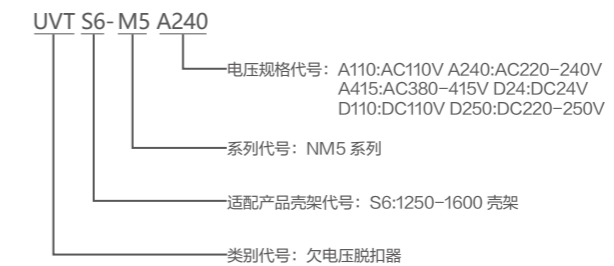 UVT S6-M5 A240
电压规格代号：A110:AC110V A240:AC220-240V
A415:AC380-415V D24:DC24V
D110:DC110V D250:DC220-250V
系列代号：NM5 系列
适配产品壳架代号：S6:1250-1600 壳架
类别代号：欠电压脱扣器